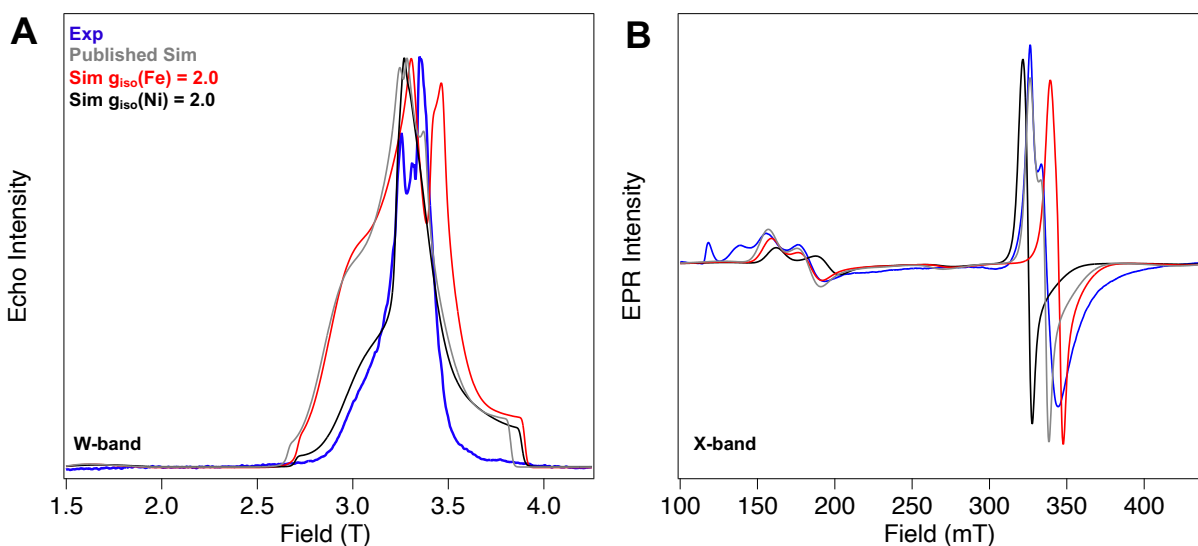 A
Exp
Published Sim
Sim giso(Fe) = 2.0
Sim giso(Ni) = 2.0
Echo Intensity
W-band
1.5 2.0 2.5 3.0 3.5 4.0
Field (T)
B
EPR Intensity
X-band
100 150 200 250 300 350 400
Field (mT)